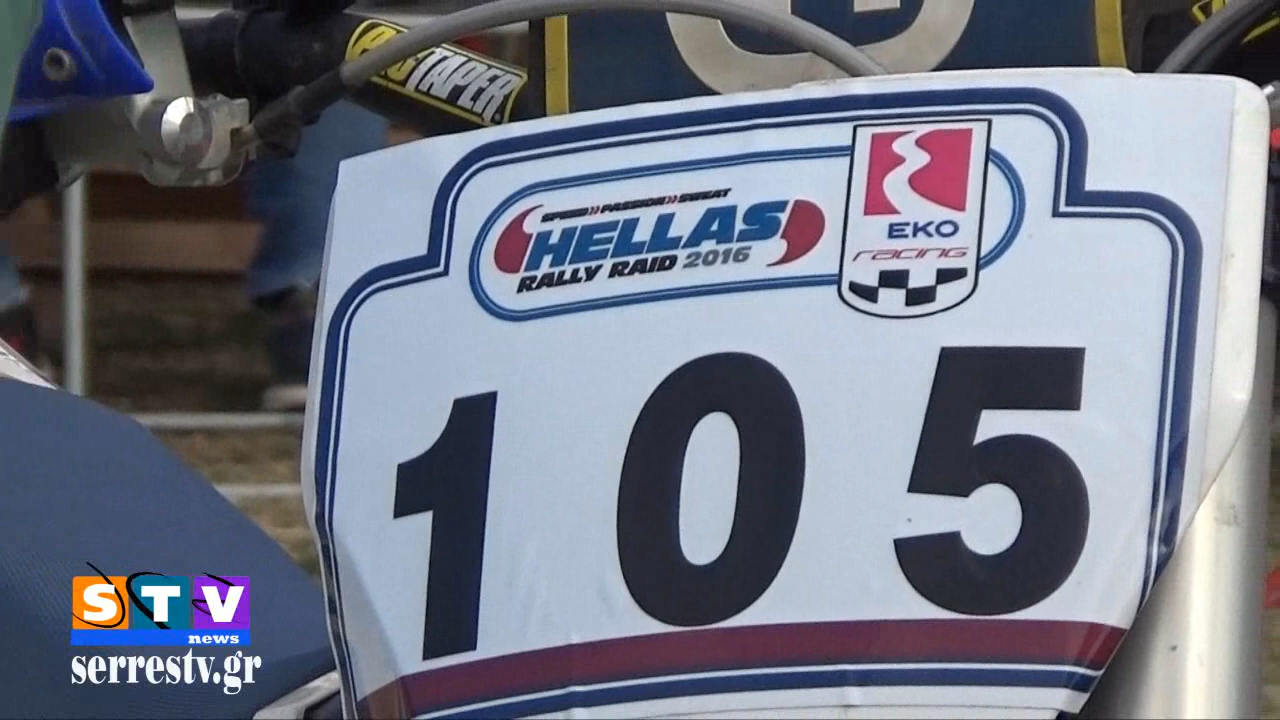 PROTAPER
SPEED»PASSION»SWEAT
HELLAS
RALLY RAID 2016
EKO
racing
105
STV
news
serrestv.gr